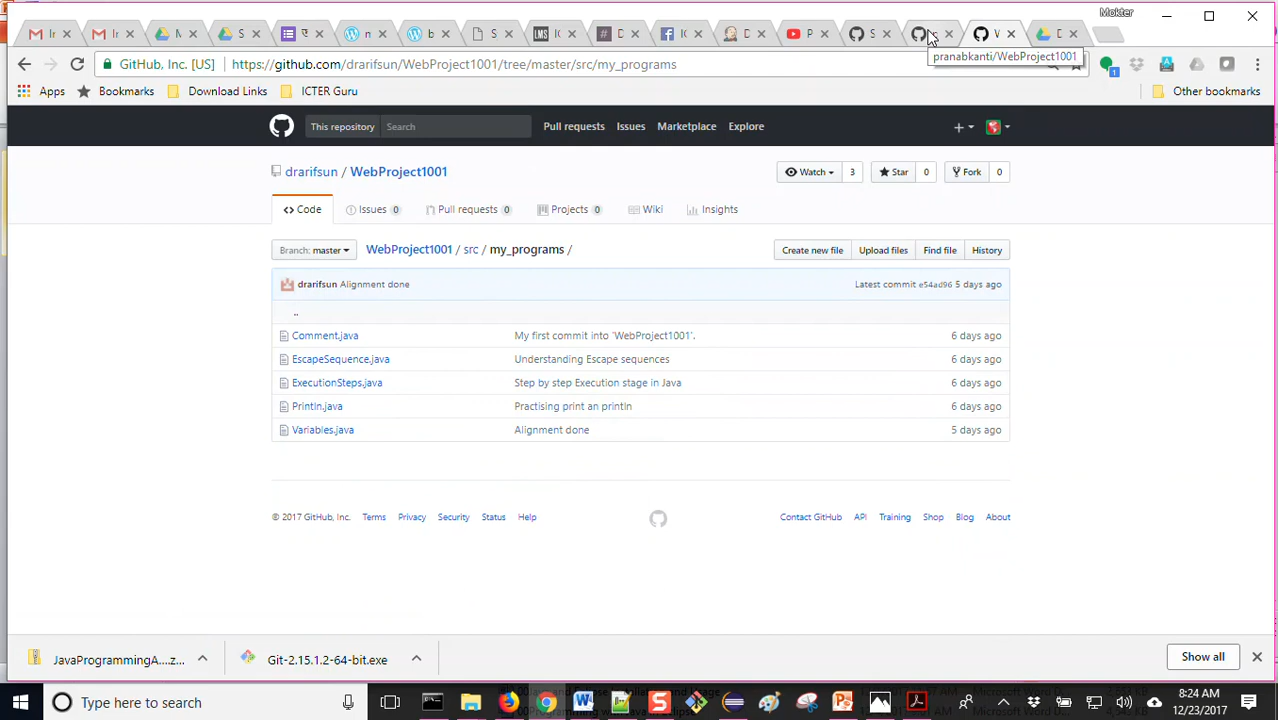 Mokter
Ir Ir M S T n b S LMS IC # D IC D P S p V D
GitHub, Inc. [US] https://github.com/drarifsun/WebProject1001/tree/master/src/my_programs
pranabkanti/WebProject1001
1
Apps Bookmarks Download Links ICTER Guru Other bookmarks
This repository Search Pull requests Issues Marketplace Explore
drarifsun / WebProject1001 Watch 3 Star 0 Fork 0
<> Code Issues 0 Pull requests 0 Projects 0 Wiki Insights
Branch: master WebProject1001 / src / my_programs / Create new file Upload files Find file History
drarifsun Alignment done Latest commit e54ad96 5 days ago
..
Comment.java My first commit into 'WebProject1001'. 6 days ago
EscapeSequence.java Understanding Escape sequences 6 days ago
ExecutionSteps.java Step by step Execution stage in Java 6 days ago
Println.java Practising print an println 6 days ago
Variables.java Alignment done 5 days ago
© 2017 GitHub, Inc. Terms Privacy Security Status Help Contact GitHub API Training Shop Blog About
JavaProgrammingA....z... Git-2.15.1.2-64-bit.exe Show all
Type here to search
8:24 AM
12/23/2017